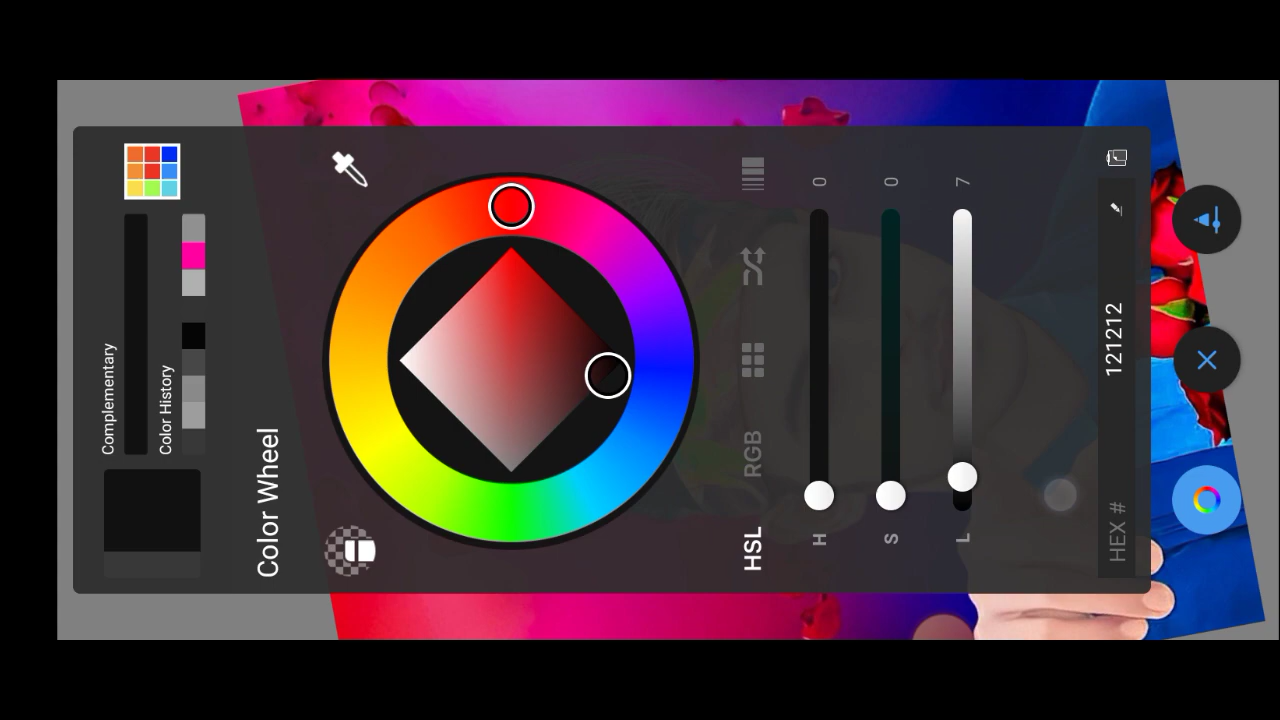 Complementary
Color History
Color Wheel
HSL
RGB
H
0
S
0
L
7
HEX #
121212